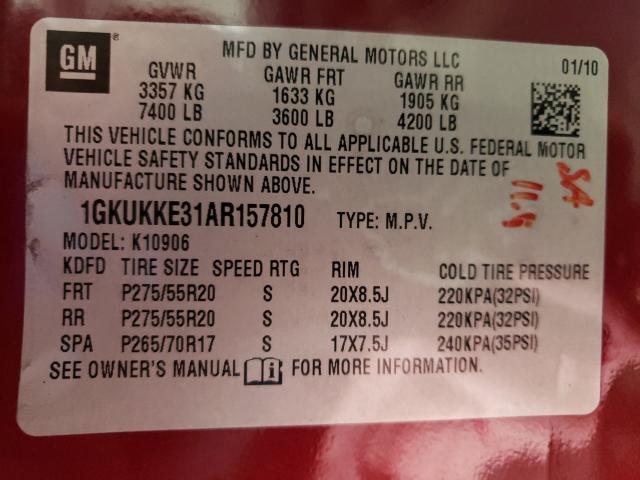 GM
MFD BY GENERAL MOTORS LLC 01/10
GVWR GAWR FRT GAWR RR
3357 KG 1633 KG 1905 KG
7400 LB 3600 LB 4200 LB
THIS VEHICLE CONFORMS TO ALL APPLICABLE U.S. FEDERAL MOTOR
VEHICLE SAFETY STANDARDS IN EFFECT ON THE DATE OF
MANUFACTURE SHOWN ABOVE.
1GKUKKE31AR157810 TYPE: M.P.V.
MODEL: K10906
KDFD TIRE SIZE SPEED RTG RIM COLD TIRE PRESSURE
FRT P275/55R20 S 20X8.5J 220KPA(32PSI)
RR P275/55R20 S 20X8.5J 220KPA(32PSI)
SPA P265/70R17 S 17X7.5J 240KPA(35PSI)
SEE OWNER'S MANUAL FOR MORE INFORMATION.